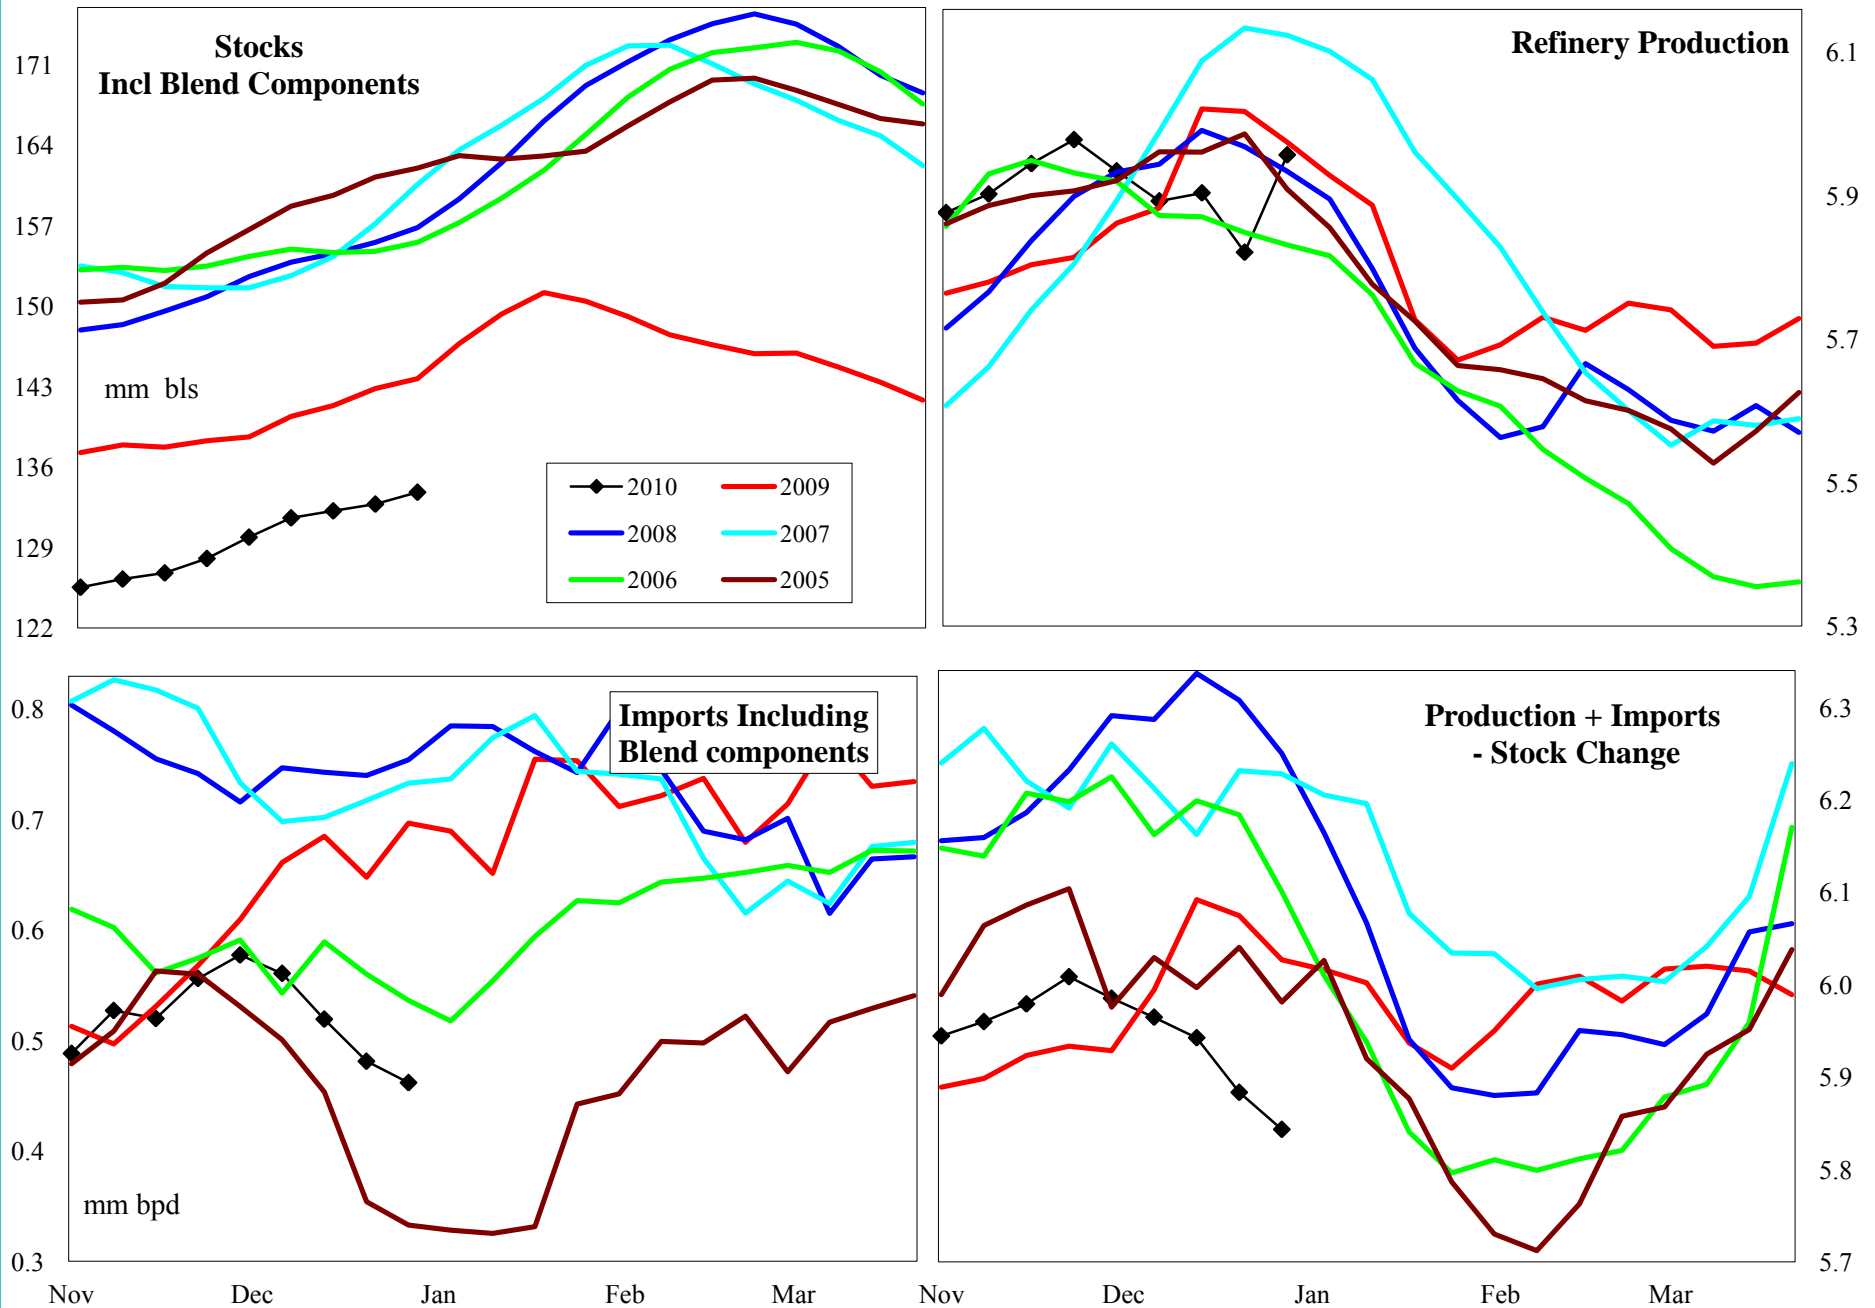 Stocks
Incl Blend Components
171
164
157
150
143
136
129
122
mm bls
2010
2009
2008
2007
2006
2005
Refinery Production
6.1
5.9
5.7
5.5
5.3
Imports Including
Blend components
0.8
0.7
0.6
0.5
0.4
0.3
mm bpd
Nov Dec Jan Feb Mar
Production + Imports
- Stock Change
6.3
6.2
6.1
6.0
5.9
5.8
5.7
Nov Dec Jan Feb Mar